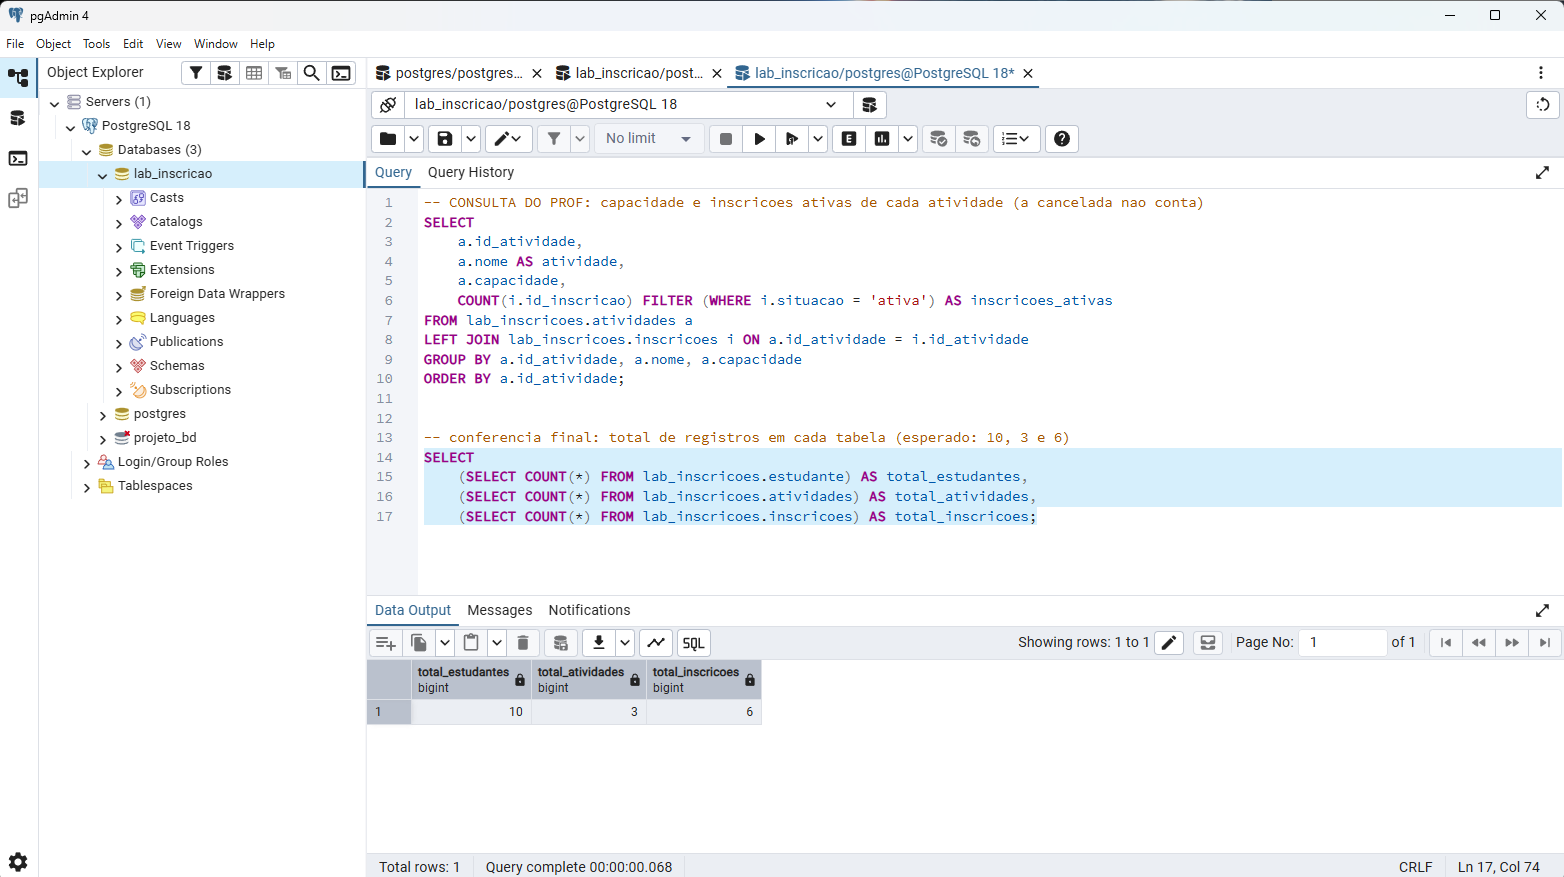 pgAdmin 4
File Object Tools Edit View Window Help
Object Explorer
Servers (1)
PostgreSQL 18
Databases (3)
lab_inscricao
Casts
Catalogs
Event Triggers
Extensions
Foreign Data Wrappers
Languages
Publications
Schemas
Subscriptions
postgres
projeto_bd
Login/Group Roles
Tablespaces
postgres/postgres... lab_inscricao/post... lab_inscricao/postgres@PostgreSQL 18*
lab_inscricao/postgres@PostgreSQL 18
No limit E
Query Query History
1 -- CONSULTA DO PROF: capacidade e inscricoes ativas de cada atividade (a cancelada nao conta)
2 SELECT
3 a.id_atividade,
4 a.nome AS atividade,
5 a.capacidade,
6 COUNT(i.id_inscricao) FILTER (WHERE i.situacao = 'ativa') AS inscricoes_ativas
7 FROM lab_inscricoes.atividades a
8 LEFT JOIN lab_inscricoes.inscricoes i ON a.id_atividade = i.id_atividade
9 GROUP BY a.id_atividade, a.nome, a.capacidade
10 ORDER BY a.id_atividade;
11
12
13 -- conferencia final: total de registros em cada tabela (esperado: 10, 3 e 6)
14 SELECT
15 (SELECT COUNT(*) FROM lab_inscricoes.estudante) AS total_estudantes,
16 (SELECT COUNT(*) FROM lab_inscricoes.atividades) AS total_atividades,
17 (SELECT COUNT(*) FROM lab_inscricoes.inscricoes) AS total_inscricoes;
Data Output Messages Notifications
SQL Showing rows: 1 to 1 Page No: 1 of 1
total_estudantes total_atividades total_inscricoes
bigint bigint bigint
1 10 3 6
Total rows: 1 Query complete 00:00:00.068 CRLF Ln 17, Col 74